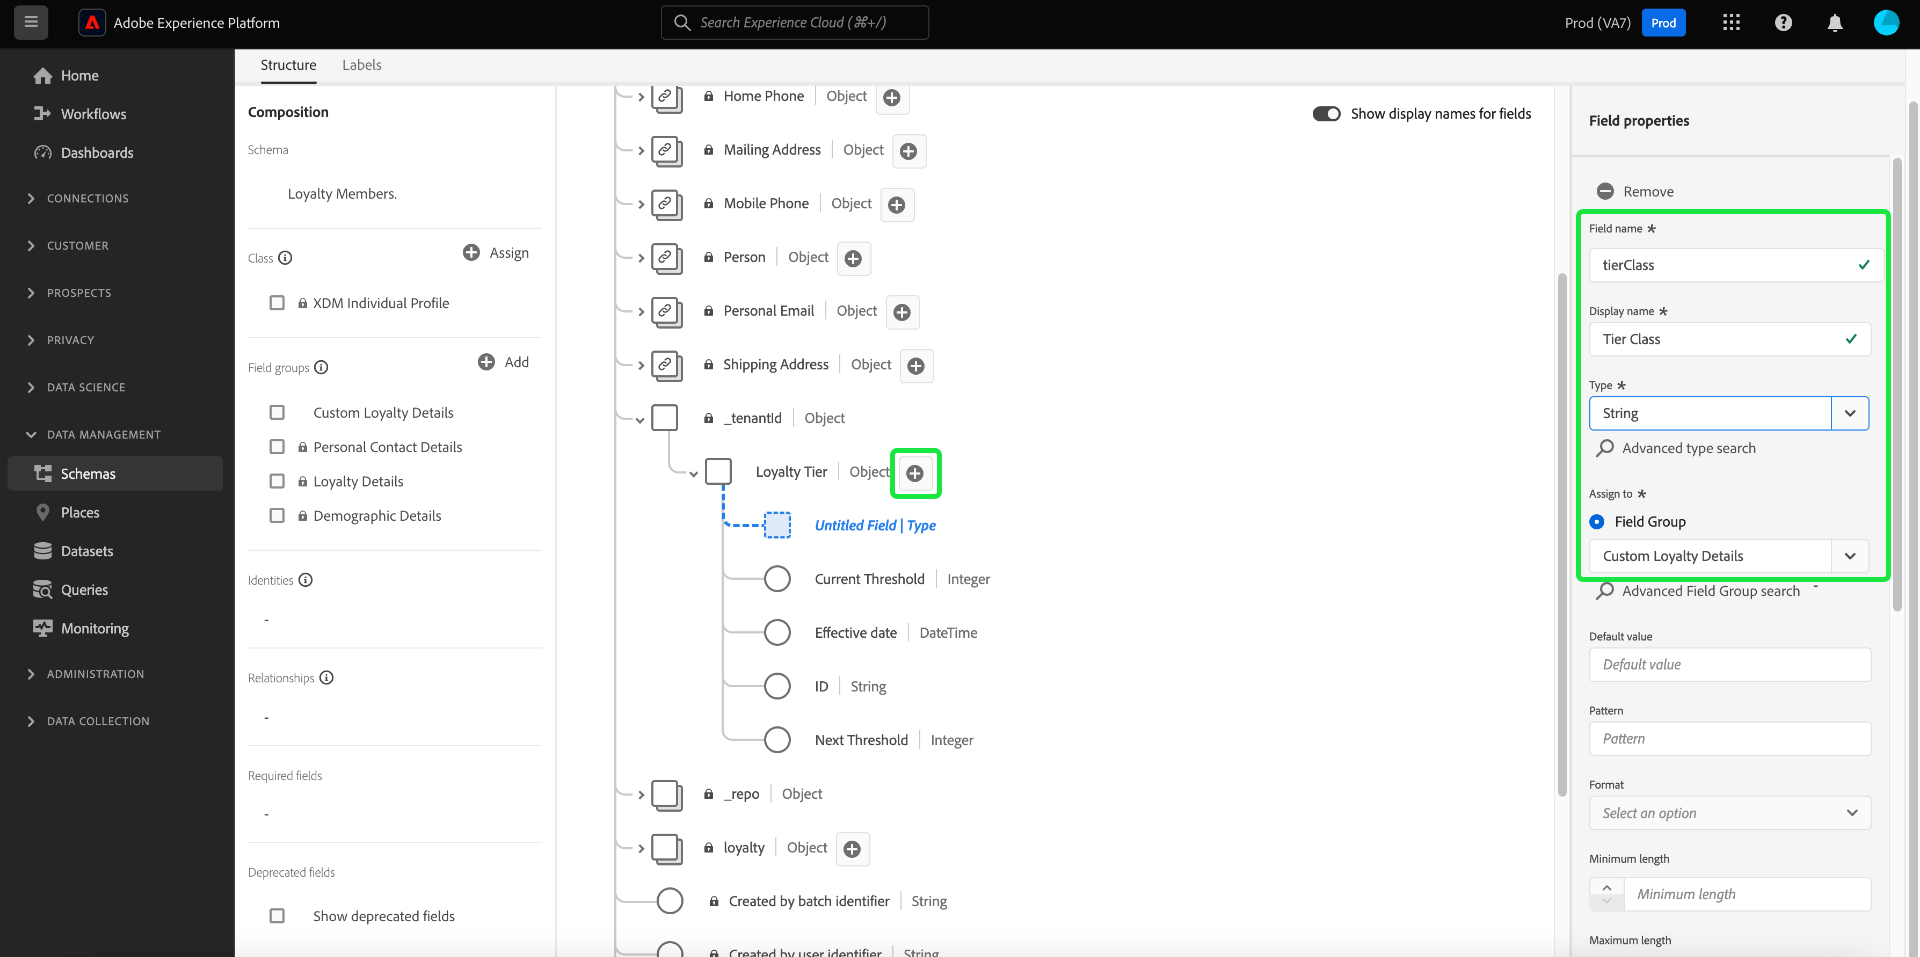 Adobe Experience Platform
Search Experience Cloud (⌘+/)
Prod (VA7)
Prod
Home
Workflows
Dashboards
CONNECTIONS
CUSTOMER
PROSPECTS
PRIVACY
DATA SCIENCE
DATA MANAGEMENT
Schemas
Places
Datasets
Queries
Monitoring
ADMINISTRATION
DATA COLLECTION
Structure
Labels
Composition
Schema
Loyalty Members.
Class
Assign
XDM Individual Profile
Field groups
Add
Custom Loyalty Details
Personal Contact Details
Loyalty Details
Demographic Details
Identities
-
Relationships
-
Required fields
-
Deprecated fields
Show deprecated fields
Show display names for fields
Home Phone | Object
Mailing Address | Object
Mobile Phone | Object
Person | Object
Personal Email | Object
Shipping Address | Object
_tenantId | Object
Loyalty Tier | Object
Untitled Field | Type
Current Threshold | Integer
Effective date | DateTime
ID | String
Next Threshold | Integer
_repo | Object
loyalty | Object
Created by batch identifier | String
Created by user identifier | String
Field properties
Remove
Field name *
tierClass
Display name *
Tier Class
Type *
String
Advanced type search
Assign to *
Field Group
Custom Loyalty Details
Advanced Field Group search
Default value
Default value
Pattern
Pattern
Format
Select an option
Minimum length
Minimum length
Maximum length